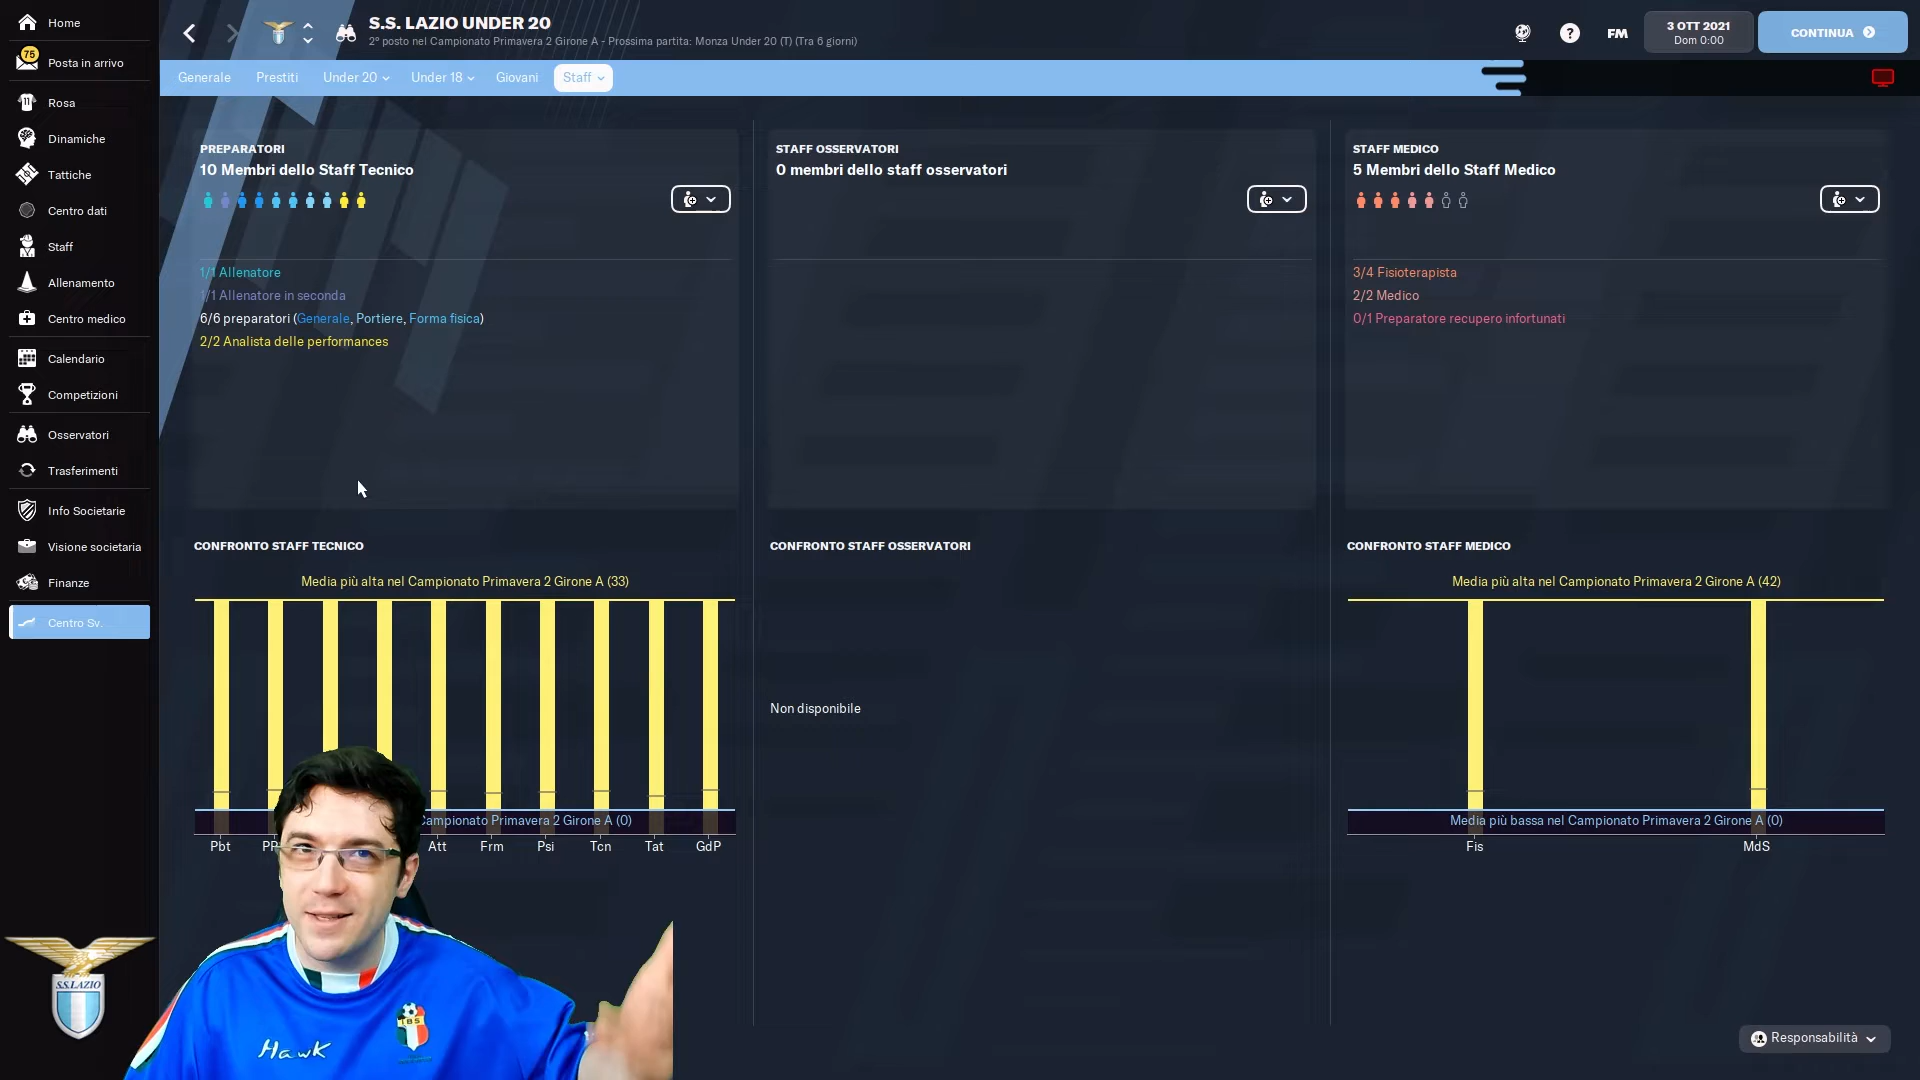 Home
75
Posta in arrivo
Rosa
Dinamiche
Tattiche
Centro dati
Staff
Allenamento
Centro medico
Calendario
Competizioni
Osservatori
Trasferimenti
Info Societarie
Visione societaria
Finanze
Centro Sv.
S.S.LAZIO
S.S. LAZIO UNDER 20
2° posto nel Campionato Primavera 2 Girone A - Prossima partita: Monza Under 20 (T) (Tra 6 giorni)
?
FM
3 OTT 2021
Dom 0:00
CONTINUA
Generale Prestiti Under 20 Under 18 Giovani Staff
PREPARATORI
10 Membri dello Staff Tecnico
1/1 Allenatore
1/1 Allenatore in seconda
6/6 preparatori (Generale, Portiere, Forma fisica)
2/2 Analista delle performances
STAFF OSSERVATORI
0 membri dello staff osservatori
STAFF MEDICO
5 Membri dello Staff Medico
3/4 Fisioterapista
2/2 Medico
0/1 Preparatore recupero infortunati
CONFRONTO STAFF TECNICO
Media più alta nel Campionato Primavera 2 Girone A (33)
Campionato Primavera 2 Girone A (0)
Pbt Att Frm Psi Tcn Tat GdP
CONFRONTO STAFF OSSERVATORI
Non disponibile
CONFRONTO STAFF MEDICO
Media più alta nel Campionato Primavera 2 Girone A (42)
Media più bassa nel Campionato Primavera 2 Girone A (0)
Fis MdS
Hawk
IBS
Responsabilità